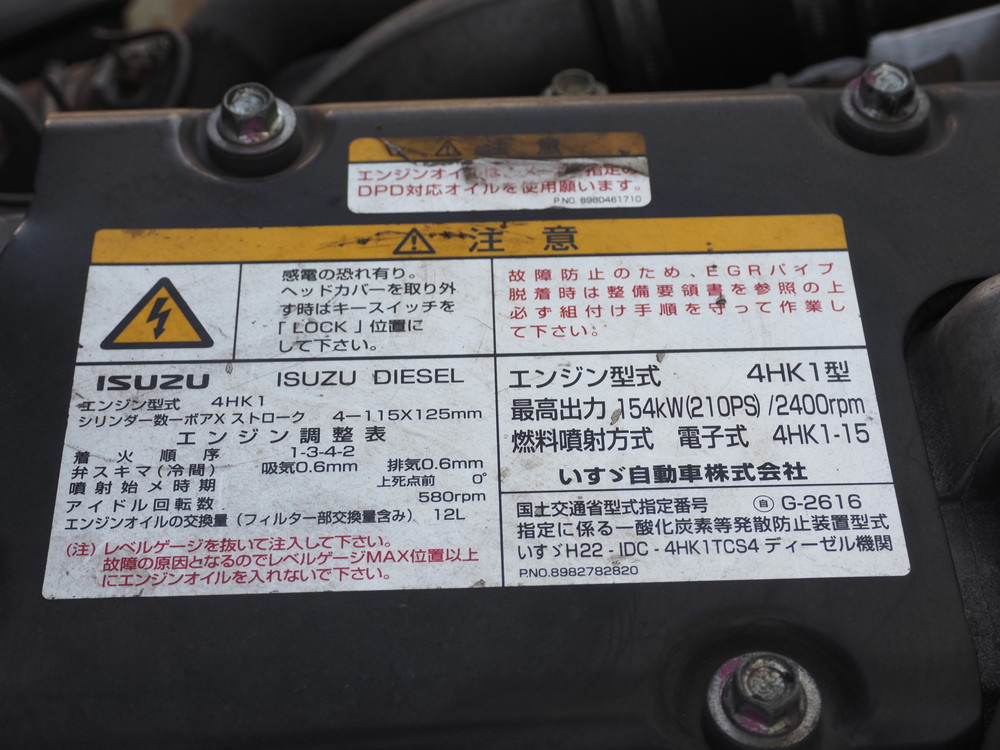 注意
エンジンオイルは、メーカ指定の
DPD対応オイルを使用願います。
P.NO. 8980461710
注意
感電の恐れ有り。
ヘッドカバーを取り外
す時はキースイッチを
「LOCK」位置に
して下さい。
故障防止のため、EGRパイプ
脱着時は整備要領書を参照の上
必ず組付け手順を守って作業し
て下さい。
ISUZU ISUZU DIESEL
エンジン型式 4HK1
シリンダー数ーボアX ストローク 4-115X125mm
エンジン調整表
着火順序 1-3-4-2
弁スキマ(冷間) 吸気0.6mm 排気0.6mm
噴射始メ時期 上死点前 0°
アイドル回転数 580rpm
エンジンオイルの交換量(フィルター部交換量含み) 12L
(注)レベルゲージを抜いて注入して下さい。
故障の原因となるのでレベルゲージMAX位置以上
にエンジンオイルを入れないで下さい。
エンジン型式 4HK1型
最高出力 154kW(210PS)/2400rpm
燃料噴射方式 電子式 4HK1-15
いすゞ自動車株式会社
国土交通省型式指定番号 ㊙自 G-2616
指定に係る一酸化炭素等発散防止装置型式
いすゞH22-IDC-4HK1TCS4 ディーゼル機関
P.NO.8982782820